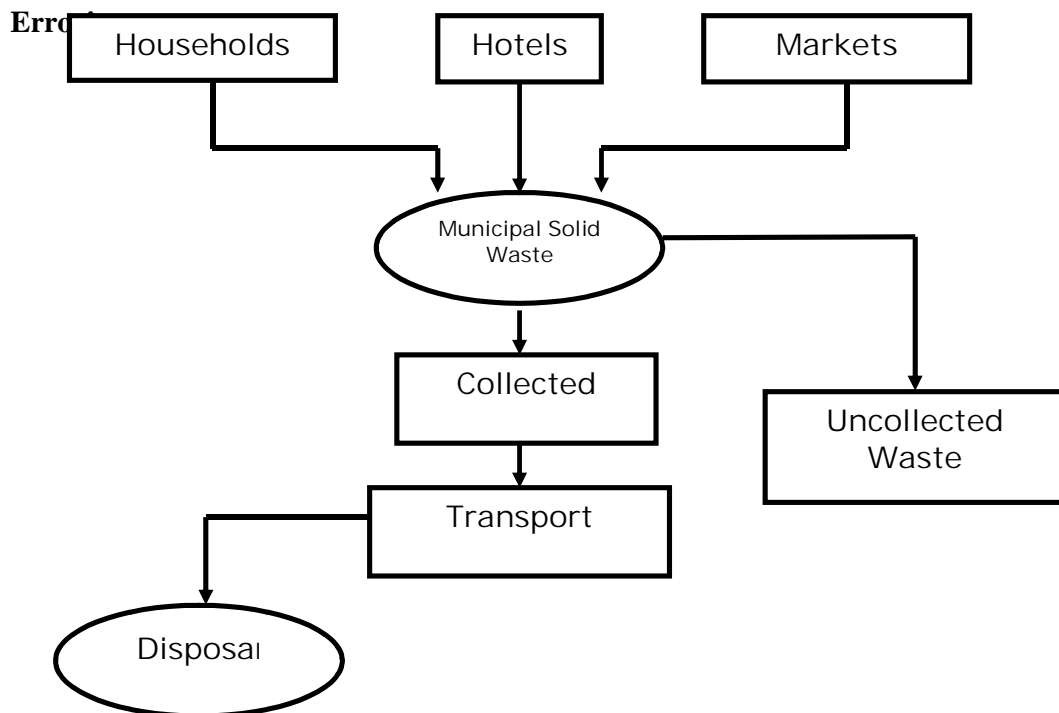 Households
Hotels
Markets
Municipal Solid
Waste
Collected
Uncollected
Waste
Transport
Disposal